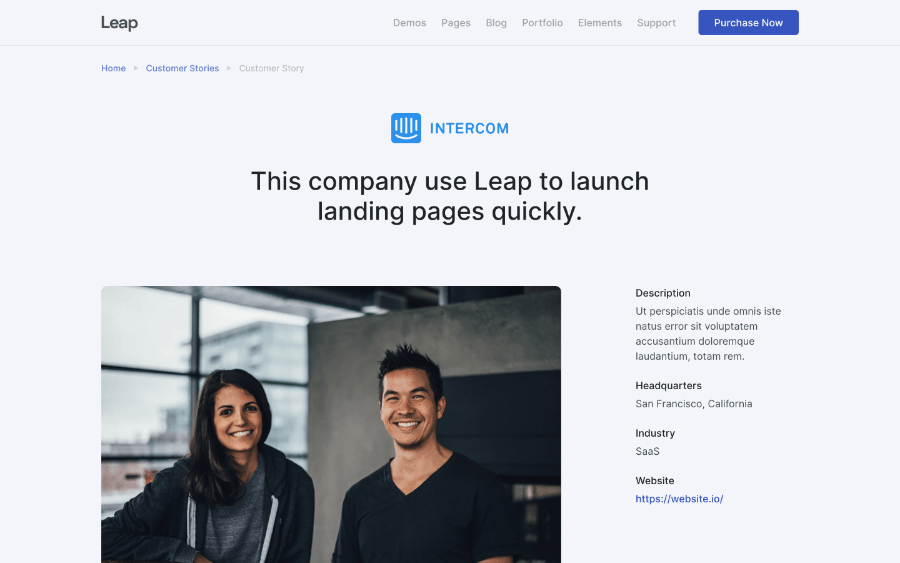 Leap
Demos Pages Blog Portfolio Elements Support Purchase Now
Home Customer Stories Customer Story
INTERCOM
This company use Leap to launch
landing pages quickly.
Description
Ut perspiciatis unde omnis iste
natus error sit voluptatem
accusantium doloremque
laudantium, totam rem.
Headquarters
San Francisco, California
Industry
SaaS
Website
https://website.io/